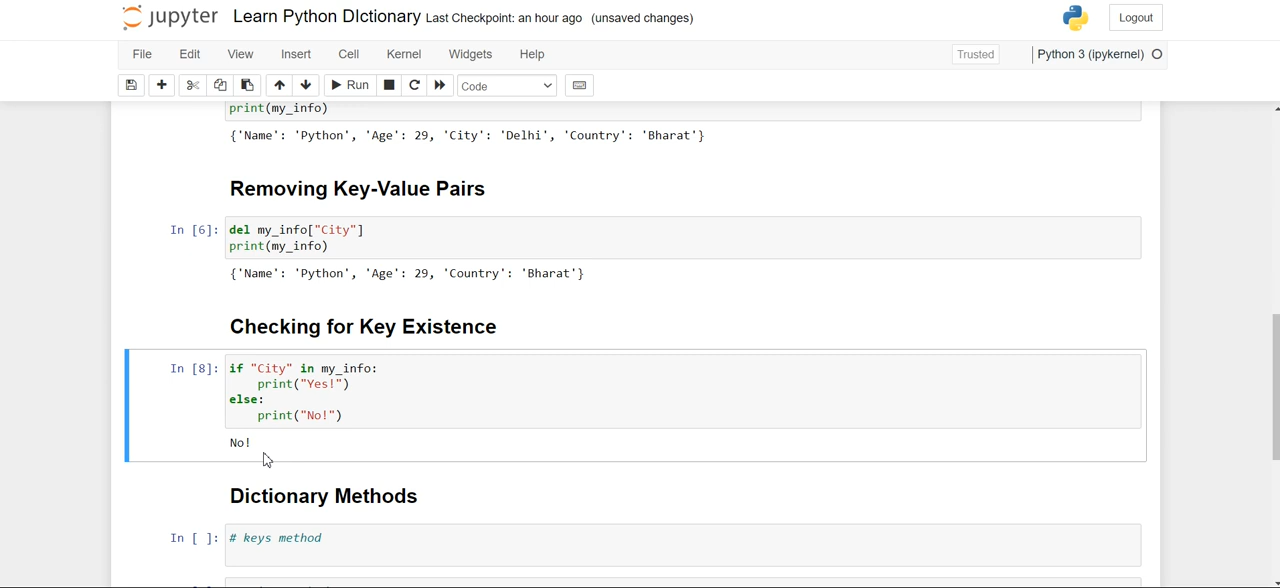 jupyter Learn Python DIctionary Last Checkpoint: an hour ago (unsaved changes) Logout
File Edit View Insert Cell Kernel Widgets Help Trusted Python 3 (ipykernel)
Run Code
print(my_info)
{'Name': 'Python', 'Age': 29, 'City': 'Delhi', 'Country': 'Bharat'}
Removing Key-Value Pairs
In [6]: del my_info["City"]
print(my_info)
{'Name': 'Python', 'Age': 29, 'Country': 'Bharat'}
Checking for Key Existence
In [8]: if "City" in my_info:
print("Yes!")
else:
print("No!")
No!
Dictionary Methods
In [ ]: # keys method